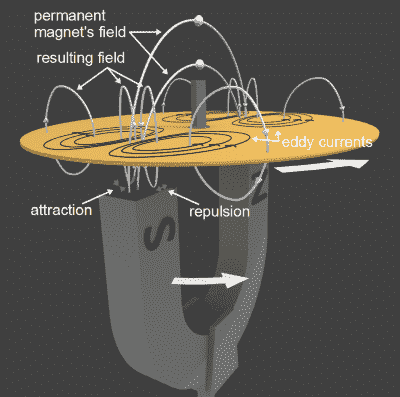 permanent
magnet's field
resulting field
eddy currents
attraction
repulsion
S
N